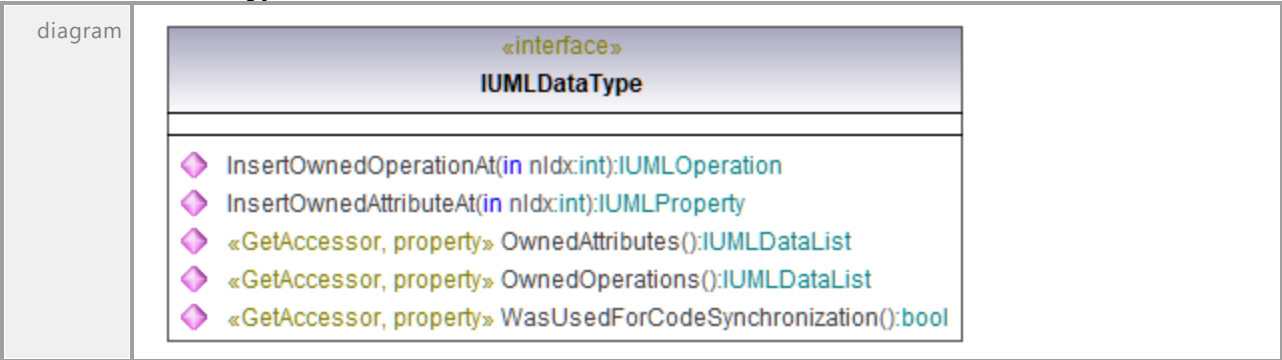 diagram
«interface»
IUMLDataType
InsertOwnedOperationAt(in nIdx:int):IUMLOperation
InsertOwnedAttributeAt(in nIdx:int):IUMLProperty
«GetAccessor, property» OwnedAttributes():IUMLDataList
«GetAccessor, property» OwnedOperations():IUMLDataList
«GetAccessor, property» WasUsedForCodeSynchronization():bool